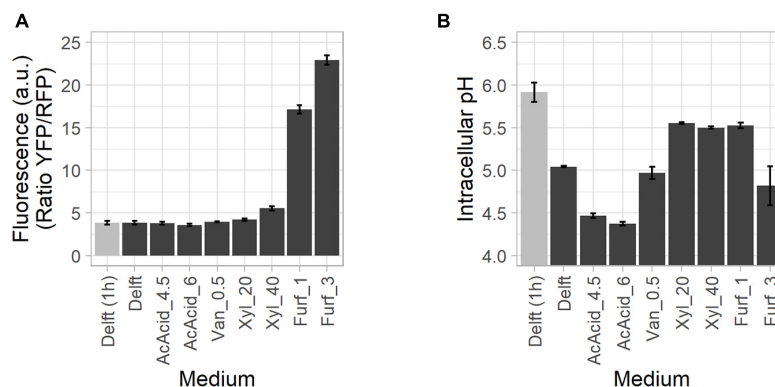 A
Fluorescence (a.u.)
(Ratio YFP/RFP)
25
20
15
10
5
0
Delft (1h)
Delft
AcAcid_4.5
AcAcid_6
Van_0.5
Xyl_20
Xyl_40
Furf_1
Furf_3
Medium
B
Intracellular pH
6.5
6.0
5.5
5.0
4.5
4.0
Delft (1h)
Delft
AcAcid_4.5
AcAcid_6
Van_0.5
Xyl_20
Xyl_40
Furf_1
Furf_3
Medium